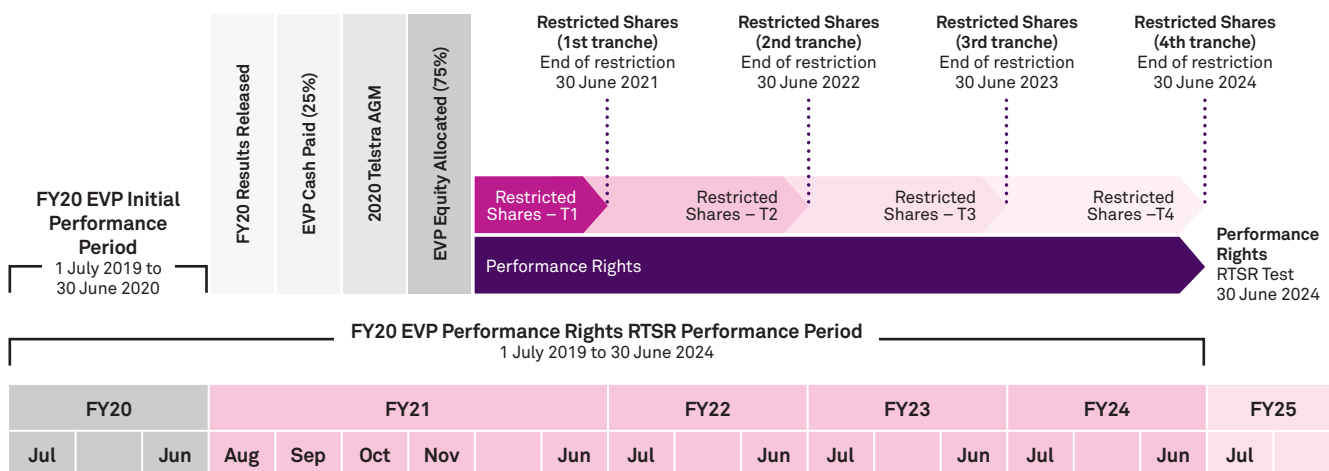 Restricted Shares
(1st tranche)
End of restriction
30 June 2021
Restricted Shares
(2nd tranche)
End of restriction
30 June 2022
Restricted Shares
(3rd tranche)
End of restriction
30 June 2023
Restricted Shares
(4th tranche)
End of restriction
30 June 2024
FY20 EVP Initial
Performance
Period
1 July 2019 to
30 June 2020
FY20 Results Released
EVP Cash Paid (25%)
2020 Telstra AGM
EVP Equity Allocated (75%)
Restricted
Shares – T1
Restricted
Shares – T2
Restricted
Shares – T3
Restricted
Shares –T4
Performance Rights
Performance
Rights
RTSR Test
30 June 2024
FY20 EVP Performance Rights RTSR Performance Period
1 July 2019 to 30 June 2024
FY20 FY21 FY22 FY23 FY24 FY25
Jul Jun Aug Sep Oct Nov Jun Jul Jun Jul Jun Jul Jun Jul